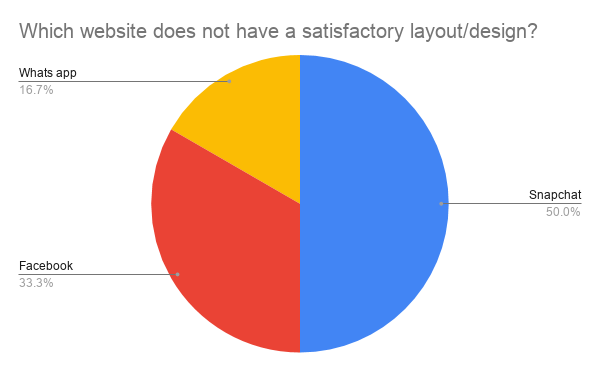 Which website does not have a satisfactory layout/design?
Whats app
16.7%
Snapchat
50.0%
Facebook
33.3%